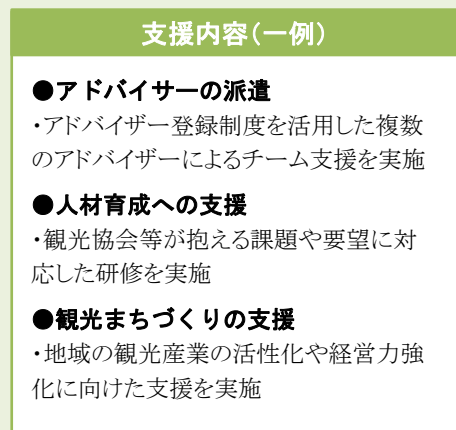 支援内容（一例）
●アドバイサーの派遣
・アドバイザー登録制度を活用した複数
のアドバイザーによるチーム支援を実施
●人材育成への支援
・観光協会等が抱える課題や要望に対
応した研修を実施
●観光まちづくりの支援
・地域の観光産業の活性化や経営力強
化に向けた支援を実施